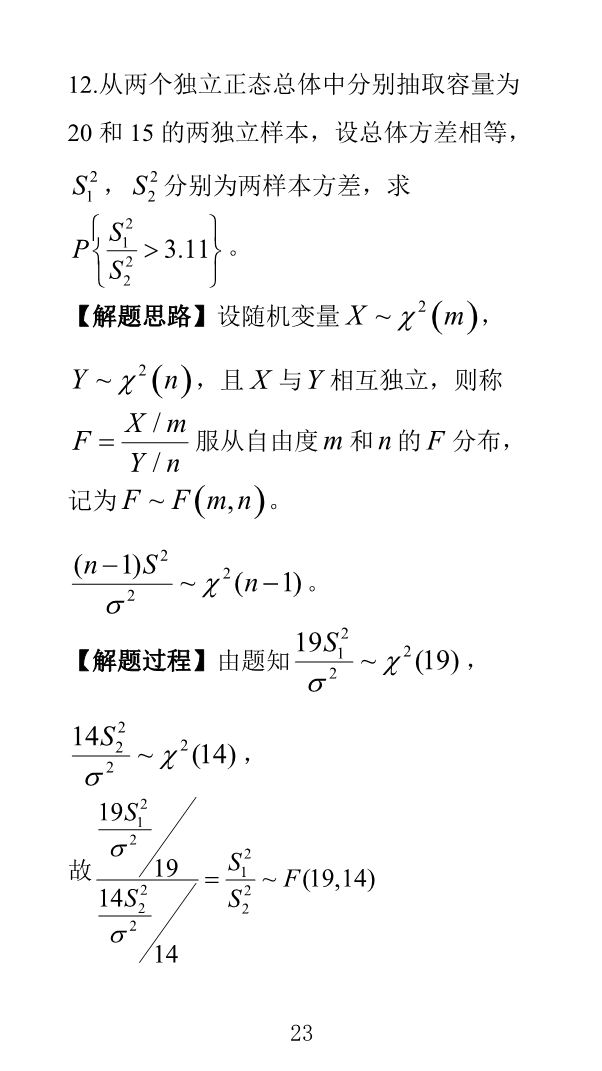 12.从两个独立正态总体中分别抽取容量为
20 和 15 的两独立样本，设总体方差相等，
$S_1^2$，$S_2^2$ 分别为两样本方差，求
$P\left\{\frac{S_1^2}{S_2^2} > 3.11\right\}$。
【解题思路】设随机变量 $X \sim \chi^2(m)$，
$Y \sim \chi^2(n)$，且 $X$ 与 $Y$ 相互独立，则称
$F = \frac{X/m}{Y/n}$ 服从自由度 $m$ 和 $n$ 的 $F$ 分布，
记为 $F \sim F(m,n)$。
$\frac{(n-1)S^2}{\sigma^2} \sim \chi^2(n-1)$。
【解题过程】由题知 $\frac{19S_1^2}{\sigma^2} \sim \chi^2(19)$，
$\frac{14S_2^2}{\sigma^2} \sim \chi^2(14)$，
故 $\frac{\frac{19S_1^2}{\sigma^2}/19}{\frac{14S_2^2}{\sigma^2}/14} = \frac{S_1^2}{S_2^2} \sim F(19,14)$
23